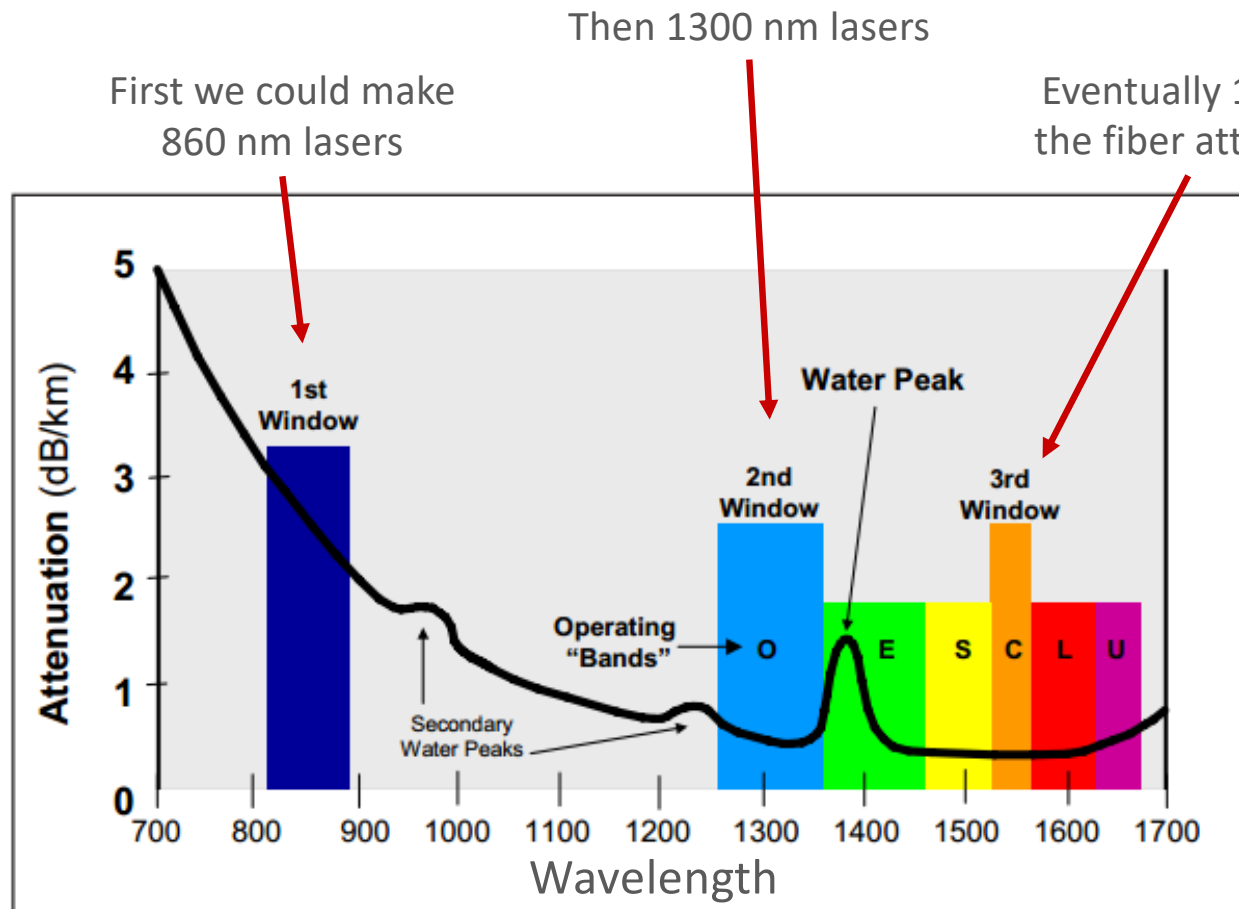 Then 1300 nm lasers
First we could make
860 nm lasers
Eventually
the fiber
5
4
3
2
1
0
Attenuation (dB/km)
1st
Window
2nd
Window
Water Peak
3rd
Window
Operating
“Bands”
O
E
S
C
L
U
Secondary
Water Peaks
700
800
900
1000
1100
1200
1300
1400
1500
1600
1700
Wavelength